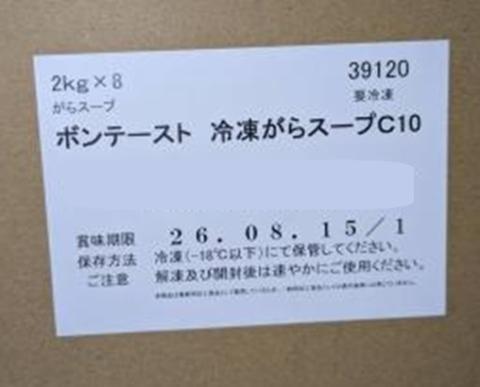 2kg×8
39120
がらスープ
要冷凍
ボンテースト 冷凍がらスープC10
賞味期限 26.08.15/1
保存方法 冷凍(-18℃以下)にて保管してください。
ご注意 解凍及び開封後は速やかにご使用ください。